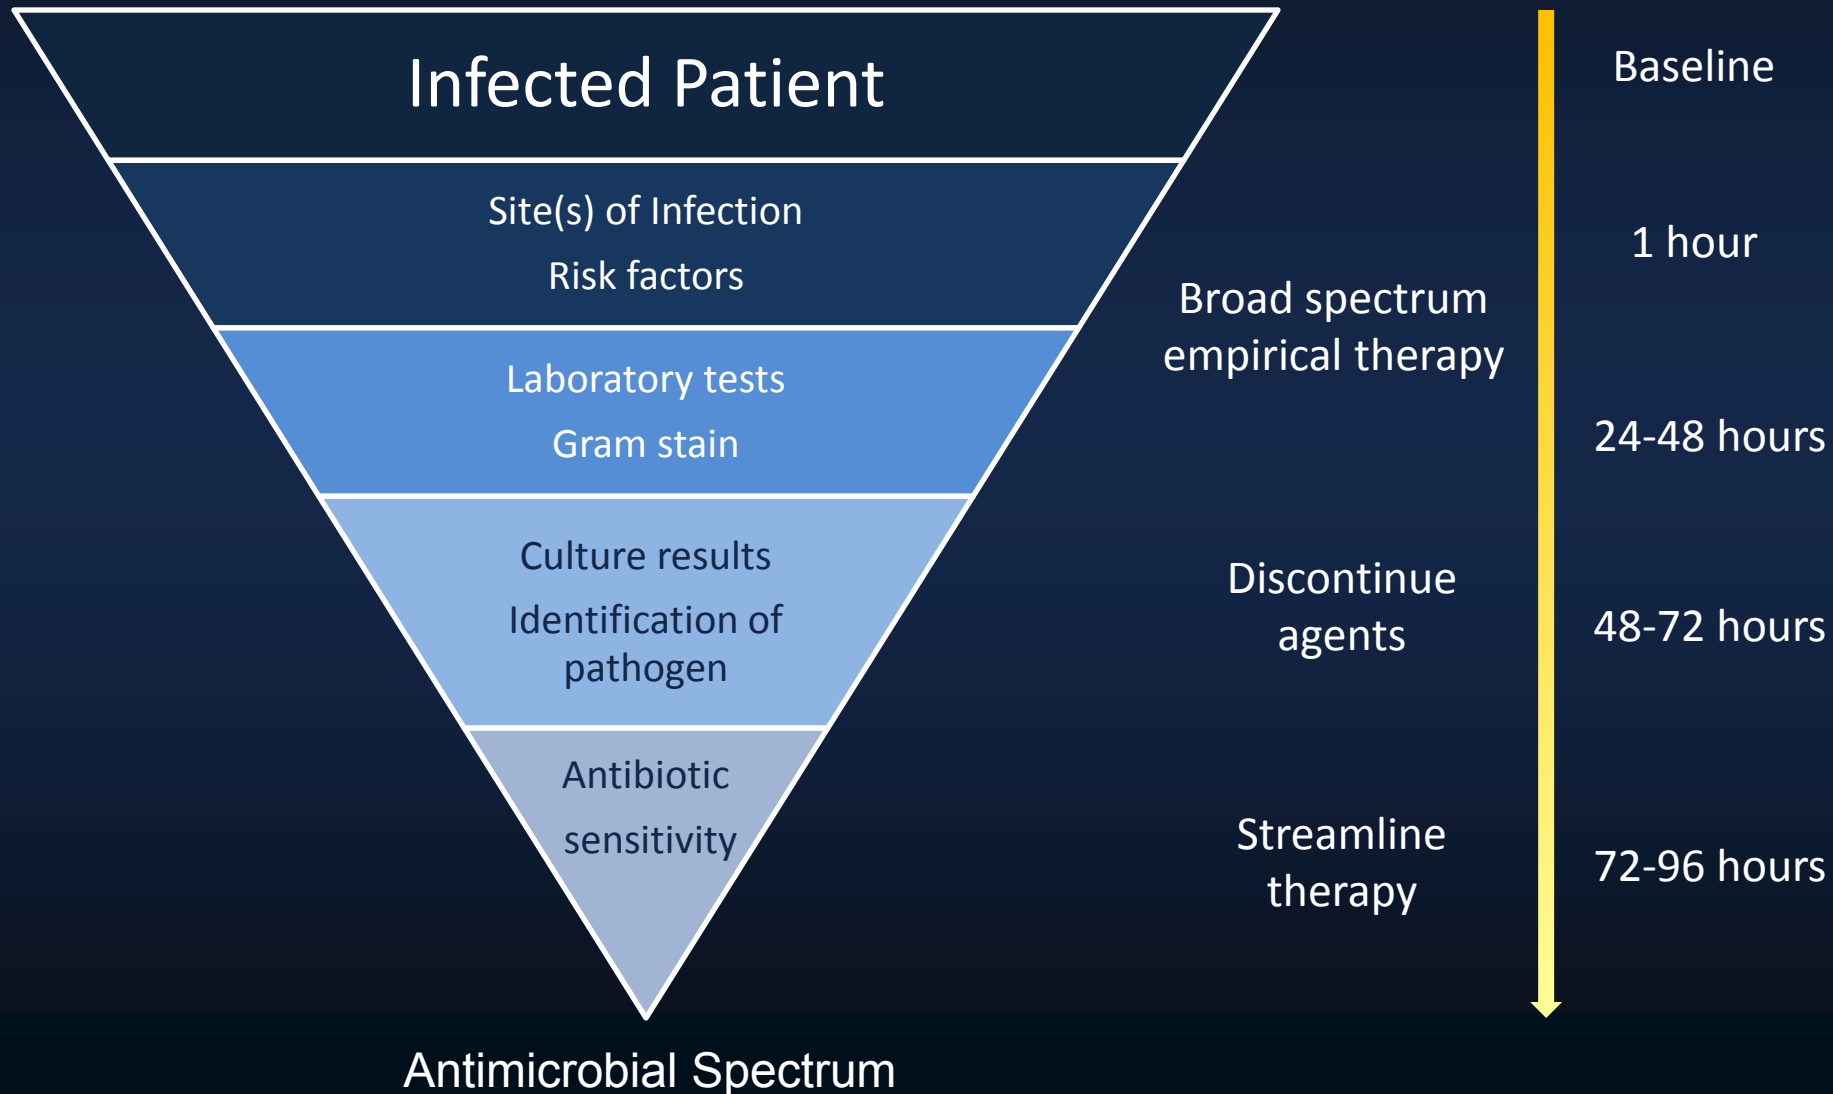 Infected Patient
Baseline
Site(s) of Infection
Risk factors
1 hour
Broad spectrum
empirical therapy
Laboratory tests
Gram stain
24-48 hours
Culture results
Identification of
pathogen
Discontinue
agents
48-72 hours
Antibiotic
sensitivity
Streamline
therapy
72-96 hours
Antimicrobial Spectrum